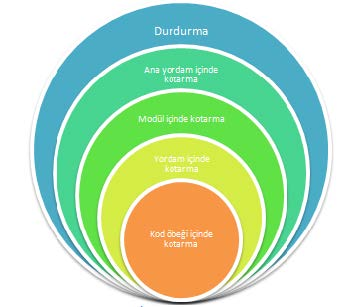 Durdurma
Ana yordam içinde
kotarma
Modül içinde kotarma
Yordam içinde
kotarma
Kod öbeği içinde
kotarma